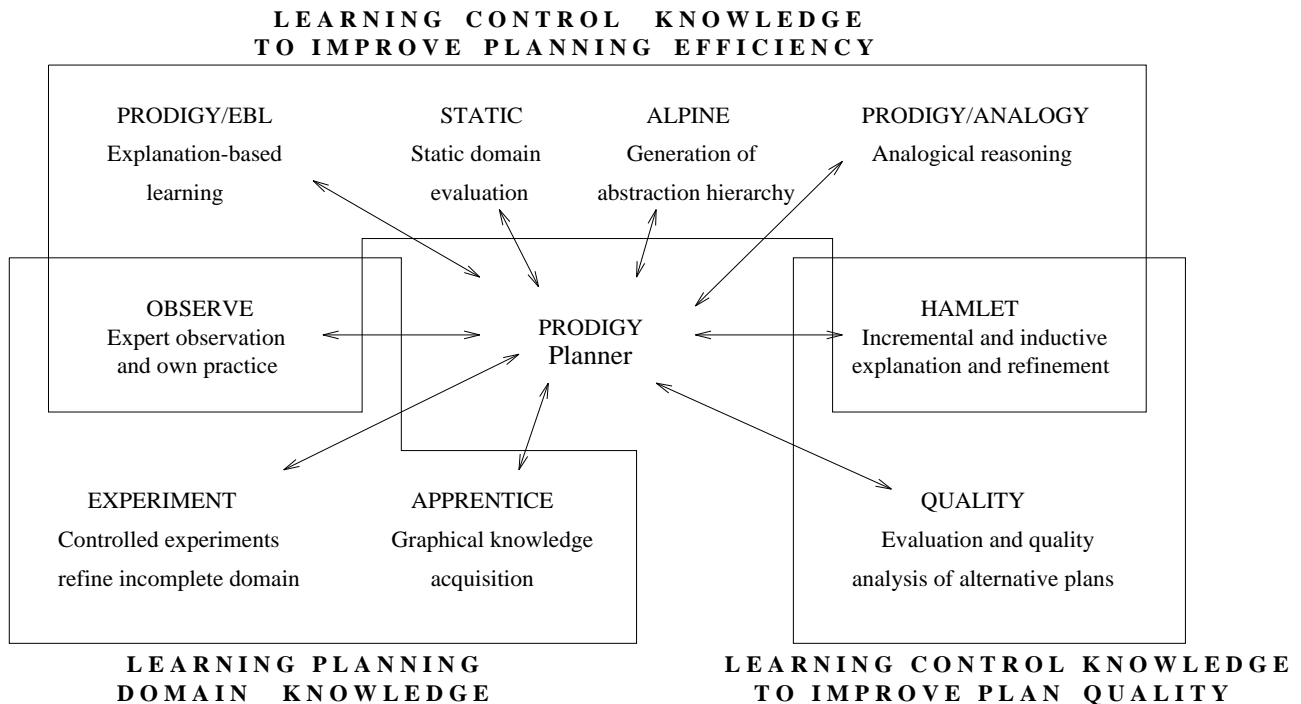 LEARNING CONTROL KNOWLEDGE
TO IMPROVE PLANNING EFFICIENCY
PRODIGY/EBL
Explanation-based
learning
STATIC
Static domain
evaluation
ALPINE
Generation of
abstraction hierarchy
PRODIGY/ANALOGY
Analogical reasoning
OBSERVE
Expert observation
and own practice
PRODIGY
Planner
HAMLET
Incremental and inductive
explanation and refinement
EXPERIMENT
Controlled experiments
refine incomplete domain
APPRENTICE
Graphical knowledge
acquisition
QUALITY
Evaluation and quality
analysis of alternative plans
LEARNING PLANNING
DOMAIN KNOWLEDGE
LEARNING CONTROL KNOWLEDGE
TO IMPROVE PLAN QUALITY